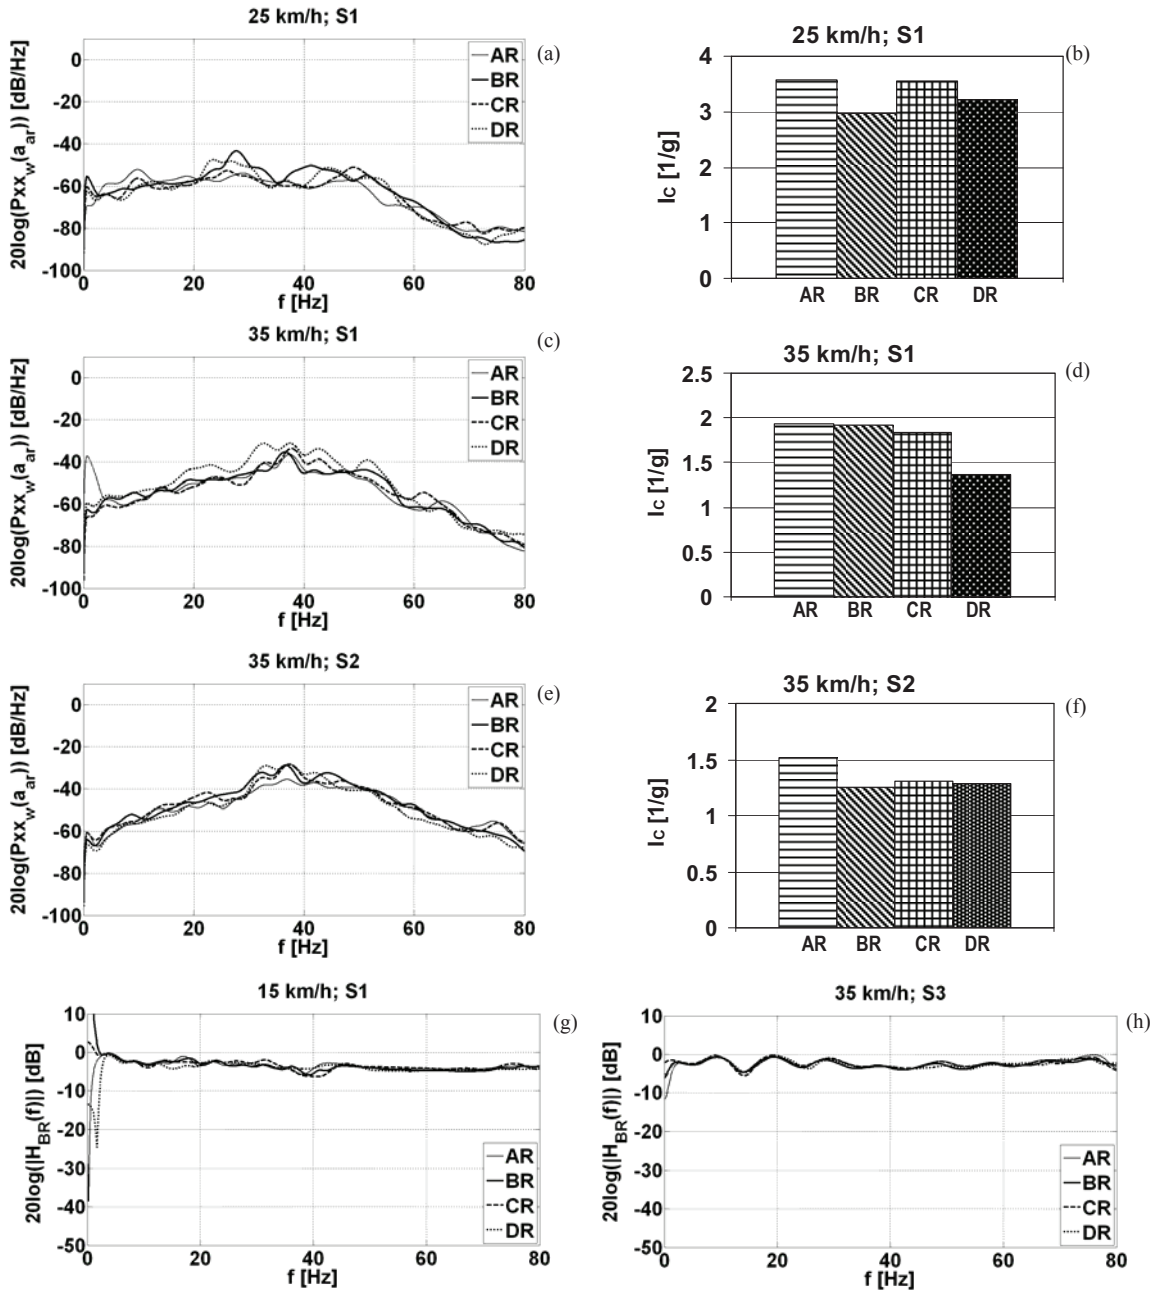 25 km/h; S1
(a)
20log(Pxx_w(a_ar)) [dB/Hz]
0
-20
-40
-60
-80
-100
0 20 40 60 80
f [Hz]
AR
BR
CR
DR
25 km/h; S1
(b)
Ic [1/g]
4
3
2
1
0
AR BR CR DR
35 km/h; S1
(c)
20log(Pxx_w(a_ar)) [dB/Hz]
0
-20
-40
-60
-80
-100
0 20 40 60 80
f [Hz]
AR
BR
CR
DR
35 km/h; S1
(d)
Ic [1/g]
2.5
2
1.5
1
0.5
0
AR BR CR DR
35 km/h; S2
(e)
20log(Pxx_w(a_ar)) [dB/Hz]
0
-20
-40
-60
-80
-100
0 20 40 60 80
f [Hz]
AR
BR
CR
DR
35 km/h; S2
(f)
Ic [1/g]
2
1.5
1
0.5
0
AR BR CR DR
15 km/h; S1
(g)
20log(|H_BR(f)|) [dB]
10
0
-10
-20
-30
-40
-50
0 20 40 60 80
f [Hz]
AR
BR
CR
DR
35 km/h; S3
(h)
20log(|H_BR(f)|) [dB]
10
0
-10
-20
-30
-40
-50
0 20 40 60 80
f [Hz]
AR
BR
CR
DR